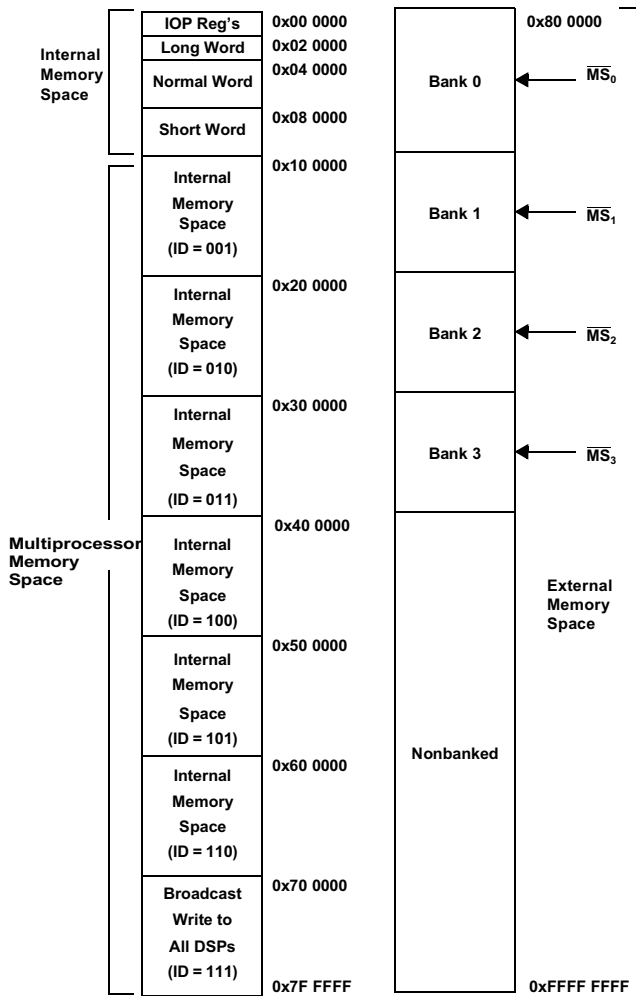 Internal
Memory
Space
IOP Reg's
0x00 0000
Long Word
0x02 0000
Normal Word
0x04 0000
Short Word
0x08 0000
Multiprocessor
Memory
Space
Internal
Memory
Space
(ID = 001)
0x10 0000
Internal
Memory
Space
(ID = 010)
0x20 0000
Internal
Memory
Space
(ID = 011)
0x30 0000
Internal
Memory
Space
(ID = 100)
0x40 0000
Internal
Memory
Space
(ID = 101)
0x50 0000
Internal
Memory
Space
(ID = 110)
0x60 0000
Broadcast
Write to
All DSPs
(ID = 111)
0x70 0000
0x7F FFFF
0x80 0000
Bank 0
MS0
Bank 1
MS1
Bank 2
MS2
Bank 3
MS3
Nonbanked
External
Memory
Space
0xFFFF FFFF